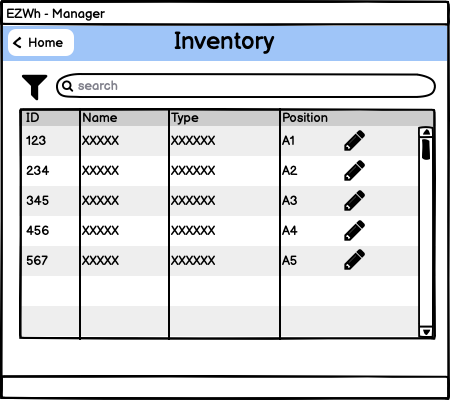 EZWh - Manager
Home
Inventory
search
ID Name Type Position
123 XXXXX XXXXXX A1
234 XXXXX XXXXXX A2
345 XXXXX XXXXXX A3
456 XXXXX XXXXXX A4
567 XXXXX XXXXXX A5